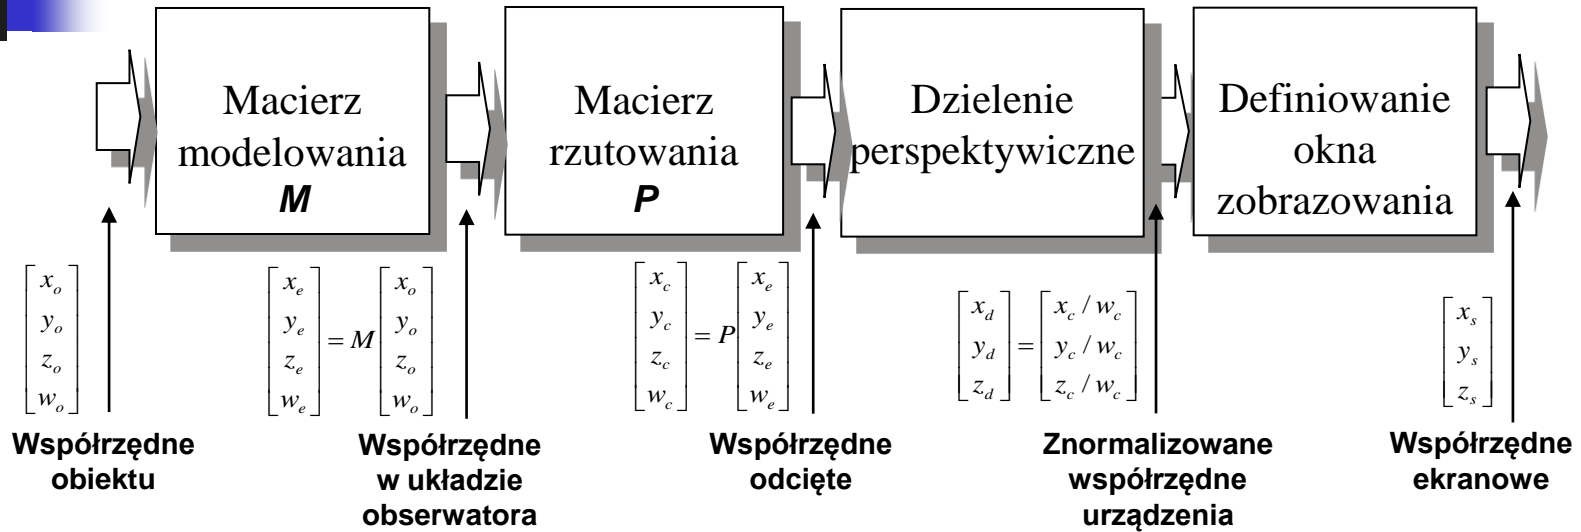 Macierz
modelowania
M
Macierz
rzutowania
P
Dzielenie
perspektywiczne
Definiowanie
okna
zobrazowania
[x_o y_o z_o w_o]
[x_e y_e z_e w_e] = M [x_o y_o z_o w_o]
[x_c y_c z_c w_c] = P [x_e y_e z_e w_e]
[x_d y_d z_d] = [x_c / w_c y_c / w_c z_c / w_c]
[x_s y_s z_s]
Współrzędne
obiektu
Współrzędne
w układzie
obserwatora
Współrzędne
odcięte
Znormalizowane
współrzędne
urządzenia
Współrzędne
ekranowe